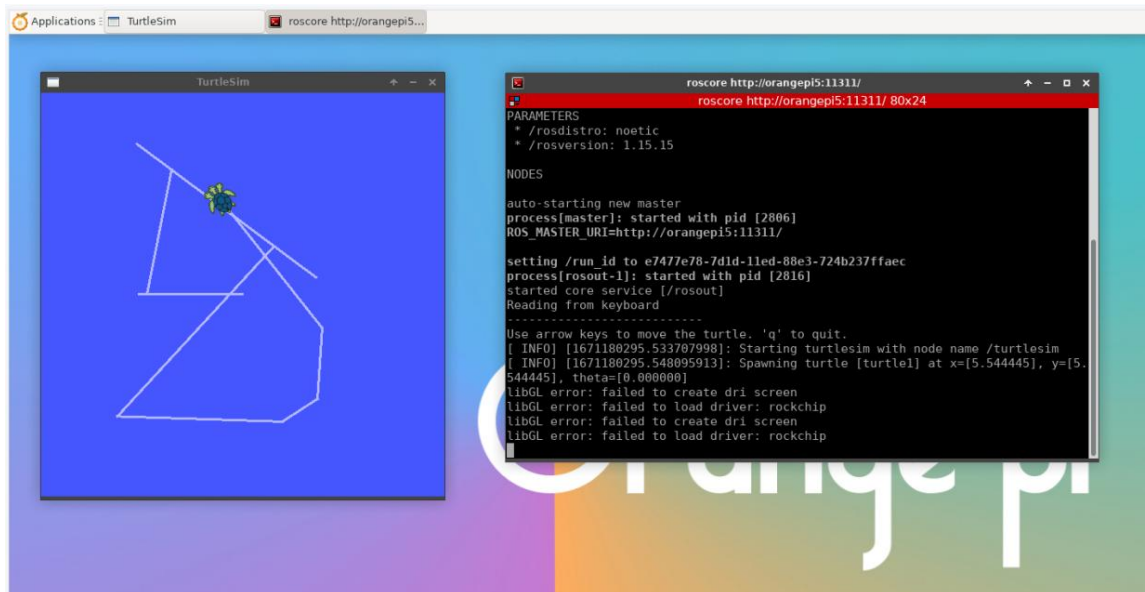 Applications
TurtleSim
roscore http://orangepi5...
TurtleSim
roscore http://orangepi5:11311/
roscore http://orangepi5:11311/ 80x24
PARAMETERS
 * /rosdistro: noetic
 * /rosversion: 1.15.15
NODES
auto-starting new master
process[master]: started with pid [2806]
ROS_MASTER_URI=http://orangepi5:11311/
setting /run_id to e7477e78-7d1d-11ed-88e3-724b237ffaec
process[rosout-1]: started with pid [2816]
started core service [/rosout]
Reading from keyboard
---------------------------
Use arrow keys to move the turtle. 'q' to quit.
[ INFO] [1671180295.533707998]: Starting turtlesim with node name /turtlesim
[ INFO] [1671180295.548095913]: Spawning turtle [turtle1] at x=[5.544445], y=[5.
544445], theta=[0.000000]
libGL error: failed to create dri screen
libGL error: failed to load driver: rockchip
libGL error: failed to create dri screen
libGL error: failed to load driver: rockchip
Orange pi